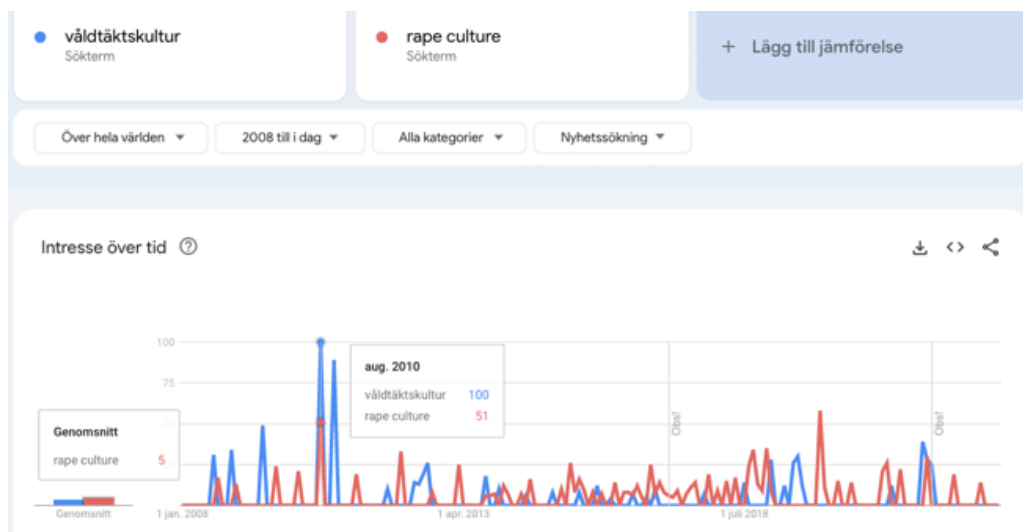 våldtäktskultur
Sökterm
rape culture
Sökterm
+ Lägg till jämförelse
Över hela världen
2008 till i dag
Alla kategorier
Nyhetssökning
Intresse över tid
100
75
aug. 2010
våldtäktskultur 100
rape culture 51
Genomsnitt
rape culture 5
Obs!
Obs!
Genomsnitt
1 jan. 2008
1 apr. 2013
1 juli 2018